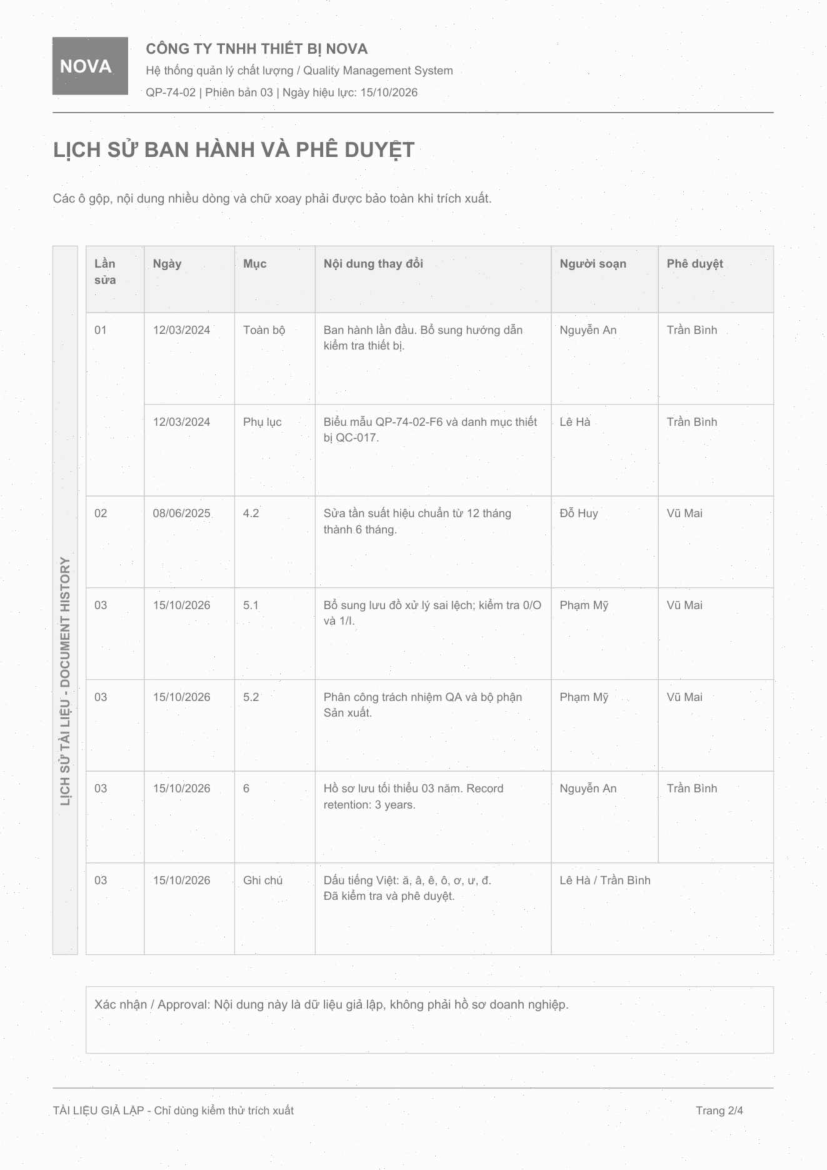 NOVA
CÔNG TY TNHH THIẾT BỊ NOVA
Hệ thống quản lý chất lượng / Quality Management System
QP-74-02 | Phiên bản 03 | Ngày hiệu lực: 15/10/2026
LỊCH SỬ BAN HÀNH VÀ PHÊ DUYỆT
Các ô gộp, nội dung nhiều dòng và chữ xoay phải được bảo toàn khi trích xuất.
LỊCH SỬ TÀI LIỆU - DOCUMENT HISTORY
Lần sửa Ngày Mục Nội dung thay đổi Người soạn Phê duyệt
01 12/03/2024 Toàn bộ Ban hành lần đầu. Bổ sung hướng dẫn Nguyễn An Trần Bình
kiểm tra thiết bị.
12/03/2024 Phụ lục Biểu mẫu QP-74-02-F6 và danh mục thiết Lê Hà Trần Bình
bị QC-017.
02 08/06/2025 4.2 Sửa tần suất hiệu chuẩn từ 12 tháng Đỗ Huy Vũ Mai
thành 6 tháng.
03 15/10/2026 5.1 Bổ sung lưu đồ xử lý sai lệch; kiểm tra 0/O Phạm Mỹ Vũ Mai
và 1/I.
03 15/10/2026 5.2 Phân công trách nhiệm QA và bộ phận Phạm Mỹ Vũ Mai
Sản xuất.
03 15/10/2026 6 Hồ sơ lưu tối thiểu 03 năm. Record Nguyễn An Trần Bình
retention: 3 years.
03 15/10/2026 Ghi chú Dấu tiếng Việt: ă, â, ê, ô, ơ, ư, đ. Lê Hà / Trần Bình
Đã kiểm tra và phê duyệt.
Xác nhận / Approval: Nội dung này là dữ liệu giả lập, không phải hồ sơ doanh nghiệp.
TÀI LIỆU GIẢ LẬP - Chỉ dùng kiểm thử trích xuất Trang 2/4